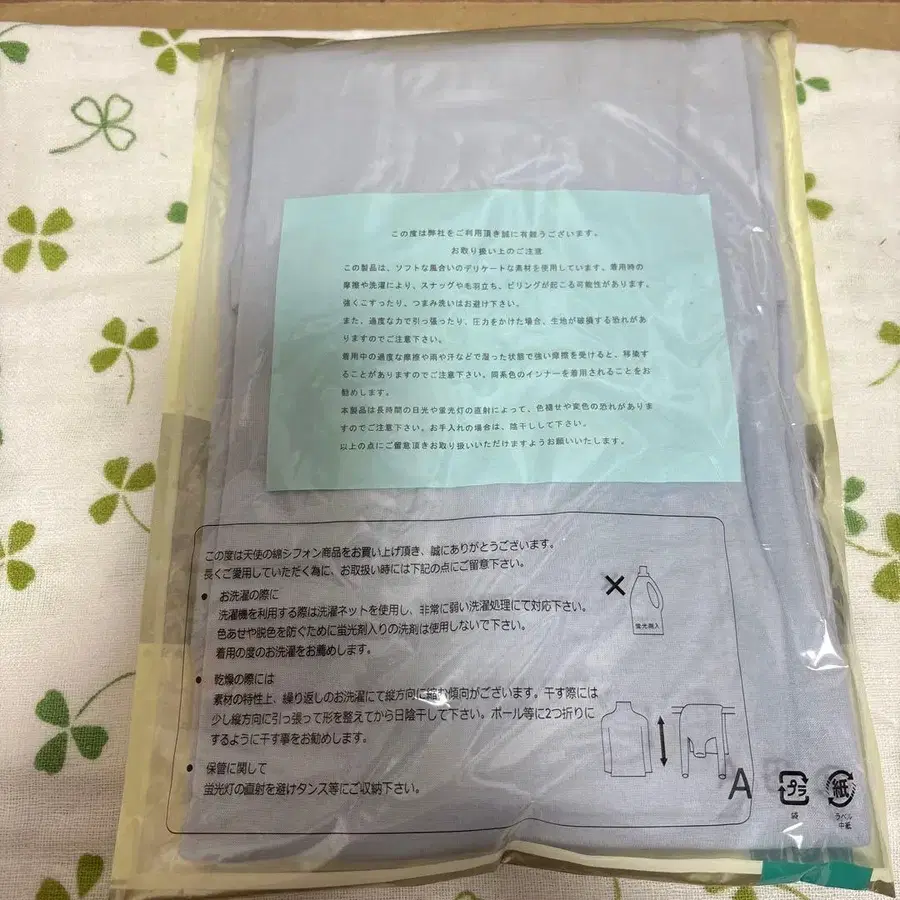 この度は弊社をご利用頂き誠に有難うございます。
お取り扱い上のご注意
この製品は、ソフトな風合いのデリケートな素材を使用しています。着用時の
摩擦や洗濯により、スナッグや毛羽立ち、ピリングが起こる可能性があります。
強くこすったり、つまみ洗いはお避け下さい。
また、過度な力で引っ張ったり、圧力をかけた場合、生地が破損する恐れがあ
りますのでご注意下さい。
着用中の過度な摩擦や雨や汗などで湿った状態で強い摩擦を受けると、移染す
ることがありますのでご注意下さい。同系色のインナーを着用されることをお
勧めします。
本製品は長時間の日光や蛍光灯の直射によって、色褪せや変色の恐れがありま
すのでご注意下さい。お手入れの場合は、陰干しして下さい。
以上の点にご留意頂きお取り扱いいただけますようお願いいたします。
この度は天使の綿シフォン商品をお買い上げ頂き、誠にありがとうございます。
長くご愛用していただく為に、お取扱い時には下記の点にご留意下さい。
● お洗濯の際に
洗濯機を利用する際は洗濯ネットを使用し、非常に弱い洗濯処理にて対応下さい。
色あせや脱色を防ぐために蛍光剤入りの洗剤は使用しないで下さい。
着用の度のお洗濯をお薦めします。
蛍光剤入
● 乾燥の際には
素材の特性上、繰り返しのお洗濯にて縦方向に縮む傾向がございます。干す際には
少し縦方向に引っ張って形を整えてから日陰干して下さい。ポール等に2つ折りに
するように干す事をお勧めします。
● 保管に関して
蛍光灯の直射を避けタンス等にご収納下さい。
A
プラ
袋
紙
ラベル
中紙